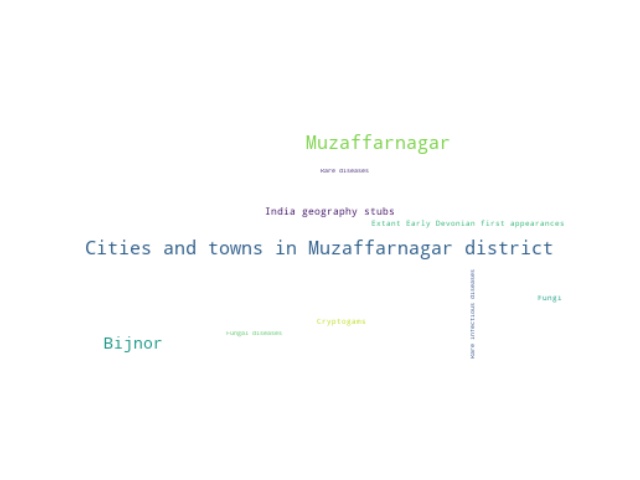 Muzaffarnagar
Rare diseases
India geography stubs
Extant Early Devonian first appearances
Cities and towns in Muzaffarnagar district
Rare infectious diseases
Fungi
Cryptogams
Fungal diseases
Bijnor